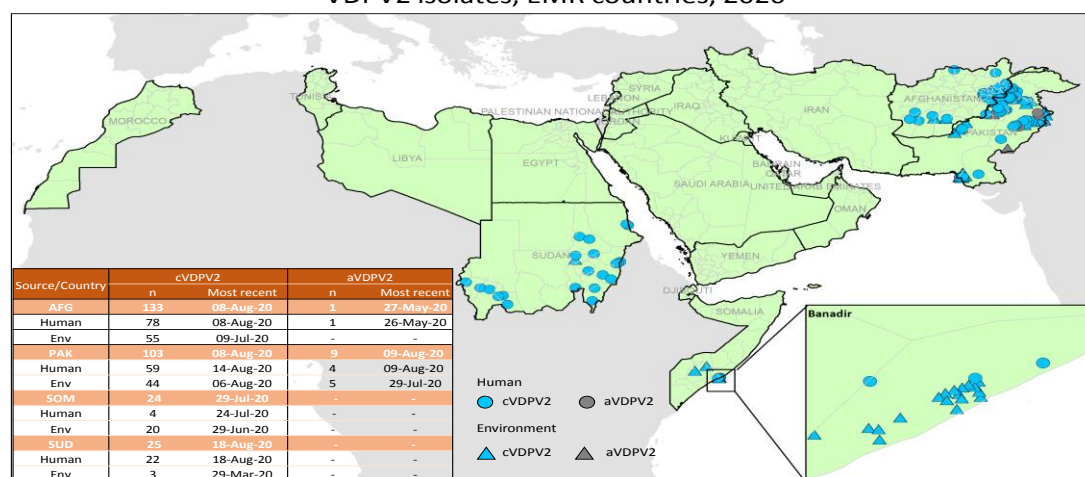 VDPV2 isolates, EMR countries, 2020
MOROCCO
TUNISIA
LIBYA
EGYPT
SYRIA
LEBANON
PALESTINIAN NATIONAL AUTHORITY
JORDAN
IRAQ
KUWAIT
IRAN
AFGHANISTAN
PAKISTAN
BAHRAIN
QATAR
SAUDI ARABIA
UNITED ARAB EMIRATES
OMAN
YEMEN
SUDAN
DJIBOUTI
SOMALIA
Source/Country cVDPV2 aVDPV2
n Most recent n Most recent
AFG 133 08-Aug-20 1 27-May-20
Human 78 08-Aug-20 1 26-May-20
Env 55 09-Jul-20 - -
PAK 103 08-Aug-20 9 09-Aug-20
Human 59 14-Aug-20 4 09-Aug-20
Env 44 06-Aug-20 5 29-Jul-20
SOM 24 29-Jul-20 - -
Human 4 24-Jul-20 - -
Env 20 29-Jun-20 - -
SUD 25 18-Aug-20 - -
Human 22 18-Aug-20 - -
Env 3 29-Mar-20 - -
Human
cVDPV2 aVDPV2
Environment
cVDPV2 aVDPV2
Banadir